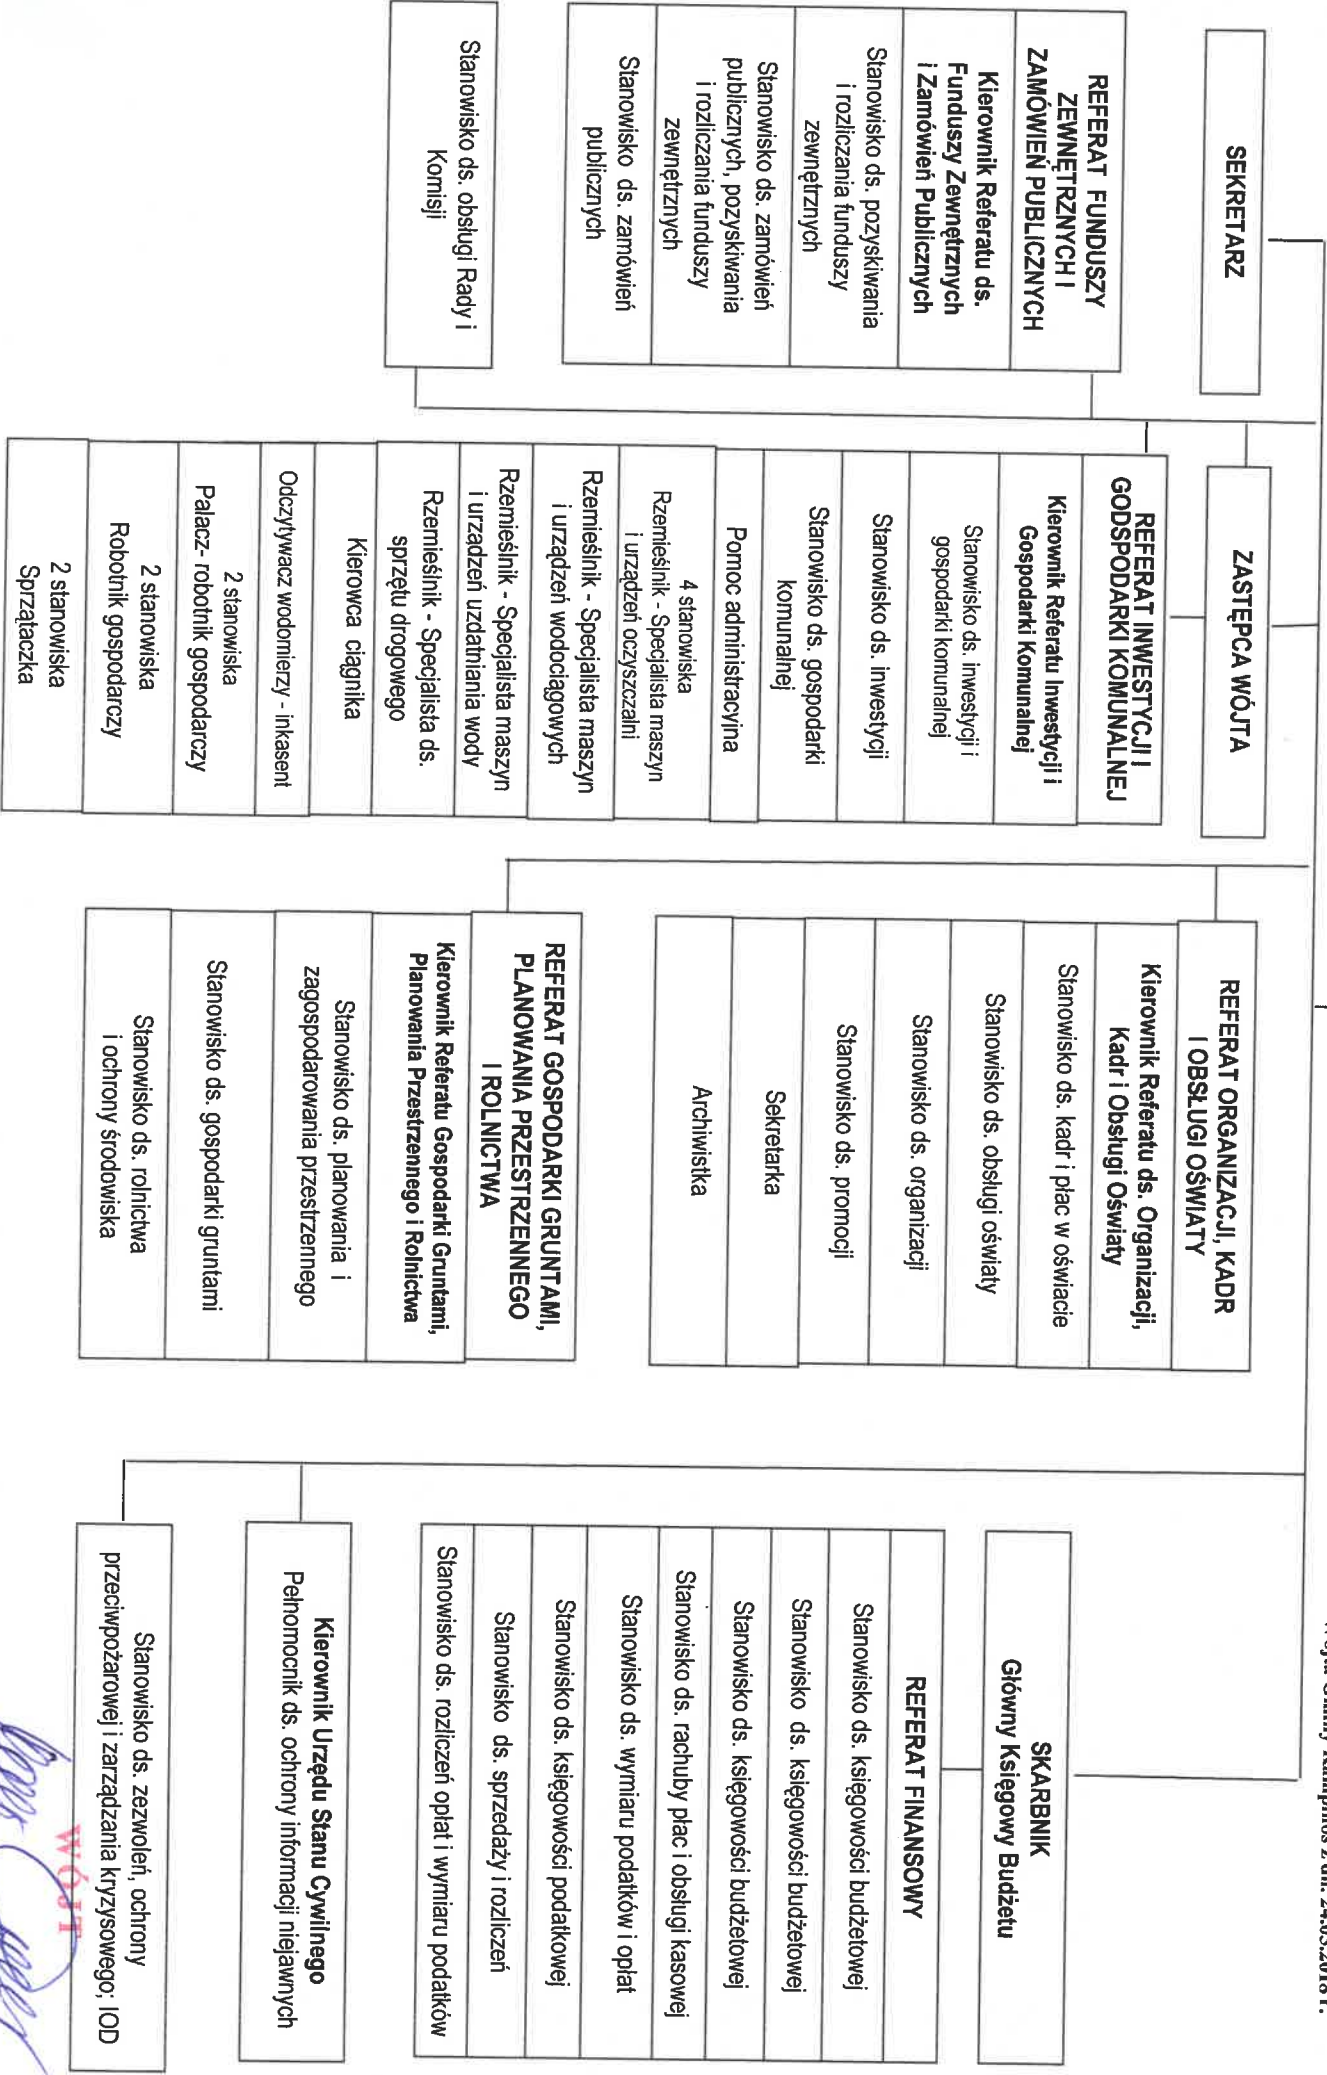 Gminy Kampinos z dn. 24.05.2018 r.
SEKRETARZ
REFERAT FUNDUSZY
ZEWNĘTRZNYCH I
ZAMÓWIEŃ PUBLICZNYCH
Kierownik Referatu ds.
Funduszy Zewnętrznych
i Zamówień Publicznych
Stanowisko ds. pozyskiwania
i rozliczania funduszy
zewnętrznych
Stanowisko ds. zamówień
publicznych, pozyskiwania
i rozliczania funduszy
zewnętrznych
Stanowisko ds. zamówień
publicznych
Stanowisko ds. obsługi Rady i
Komisji
ZASTĘPCA WÓJTA
REFERAT INWESTYCJI I
GODSPODARKI KOMUNALNEJ
Kierownik Referatu Inwestycji i
Gospodarki Komunalnej
Stanowisko ds. inwestycji i
gospodarki komunalnej
Stanowisko ds. inwestycji
Stanowisko ds. gospodarki
komunalnej
Pomoc administracyjna
4 stanowiska
Rzemieślnik - Specjalista maszyn
i urządzeń oczyszczalni
Rzemieślnik - Specjalista maszyn
i urządzeń wodociągowych
Rzemieślnik - Specjalista maszyn
i urzadzeń uzdatniania wody
Rzemieślnik - Specjalista ds.
sprzętu drogowego
Kierowca ciągnika
Odczytywacz wodomierzy - inkasent
2 stanowiska
Palacz- robotnik gospodarczy
2 stanowiska
Robotnik gospodarczy
2 stanowiska
Sprzątaczka
REFERAT ORGANIZACJI, KADR
I OBSŁUGI OŚWIATY
Kierownik Referatu ds. Organizacji,
Kadr i Obsługi Oświaty
Stanowisko ds. kadr i płac w oświacie
Stanowisko ds. obsługi oświaty
Stanowisko ds. organizacji
Stanowisko ds. promocji
Sekretarka
Archiwistka
REFERAT GOSPODARKI GRUNTAMI,
PLANOWANIA PRZESTRZENNEGO
I ROLNICTWA
Kierownik Referatu Gospodarki Gruntami,
Planowania Przestrzennego i Rolnictwa
Stanowisko ds. planowania i
zagospodarowania przestrzennego
Stanowisko ds. gospodarki gruntami
Stanowisko ds. rolnictwa
i ochrony środowiska
SKARBNIK
Główny Księgowy Budżetu
REFERAT FINANSOWY
Stanowisko ds. księgowości budżetowej
Stanowisko ds. księgowości budżetowej
Stanowisko ds. księgowości budżetowej
Stanowisko ds. rachuby płac i obsługi kasowej
Stanowisko ds. wymiaru podatków i opłat
Stanowisko ds. księgowości podatkowej
Stanowisko ds. sprzedaży i rozliczeń
Stanowisko ds. rozliczeń opłat i wymiaru podatków
Kierownik Urzędu Stanu Cywilnego
Pełnomocnik ds. ochrony informacji niejawnych
Stanowisko ds. zezwoleń, ochrony
przeciwpożarowej i zarządzania kryzysowego; IOD
WÓJT